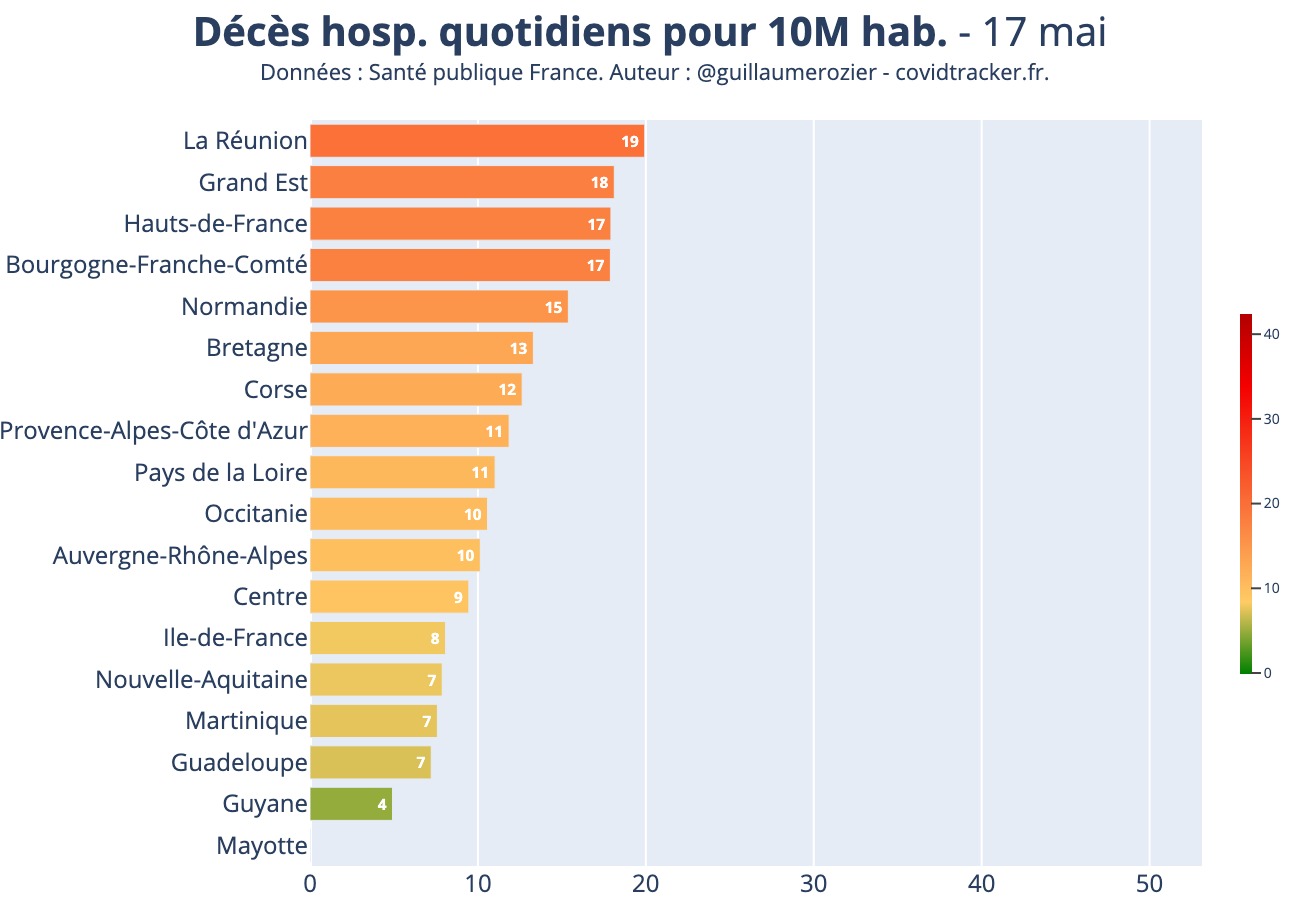 Décès hosp. quotidiens pour 10M hab. - 17 mai
Données : Santé publique France. Auteur : @guillaumerozier - covidtracker.fr.
La Réunion 19
Grand Est 18
Hauts-de-France 17
Bourgogne-Franche-Comté 17
Normandie 15
Bretagne 13
Corse 12
Provence-Alpes-Côte d'Azur 11
Pays de la Loire 11
Occitanie 10
Auvergne-Rhône-Alpes 10
Centre 9
Ile-de-France 8
Nouvelle-Aquitaine 7
Martinique 7
Guadeloupe 7
Guyane 4
Mayotte
0 10 20 30 40 50
40
30
20
10
0